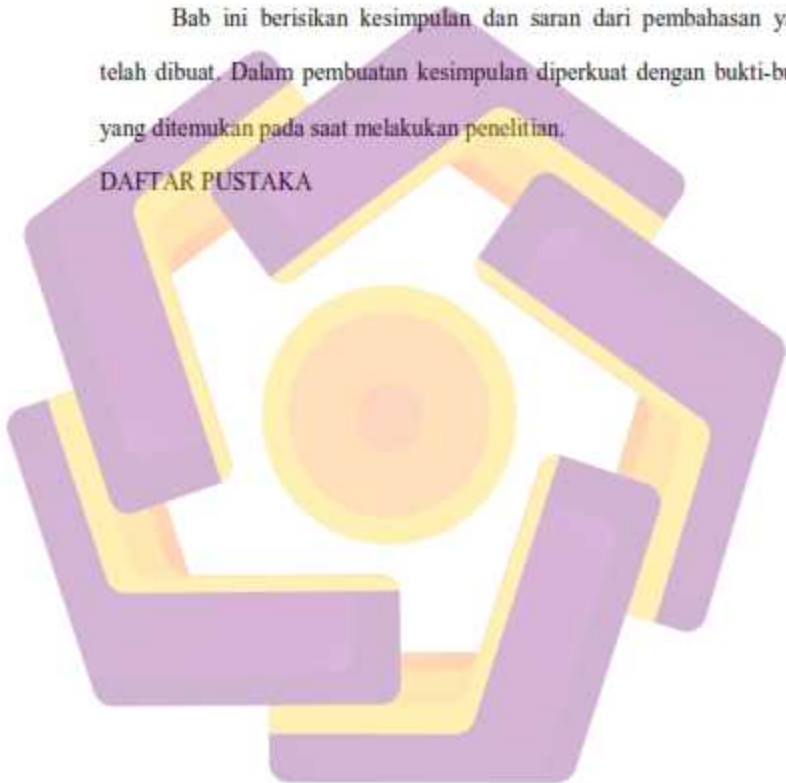 Bab ini berisikan kesimpulan dan saran dari pembahasan
telah dibuat. Dalam pembuatan kesimpulan diperkuat dengan
yang ditemukan pada saat melakukan penelitian.
DAFTAR PUSTAKA